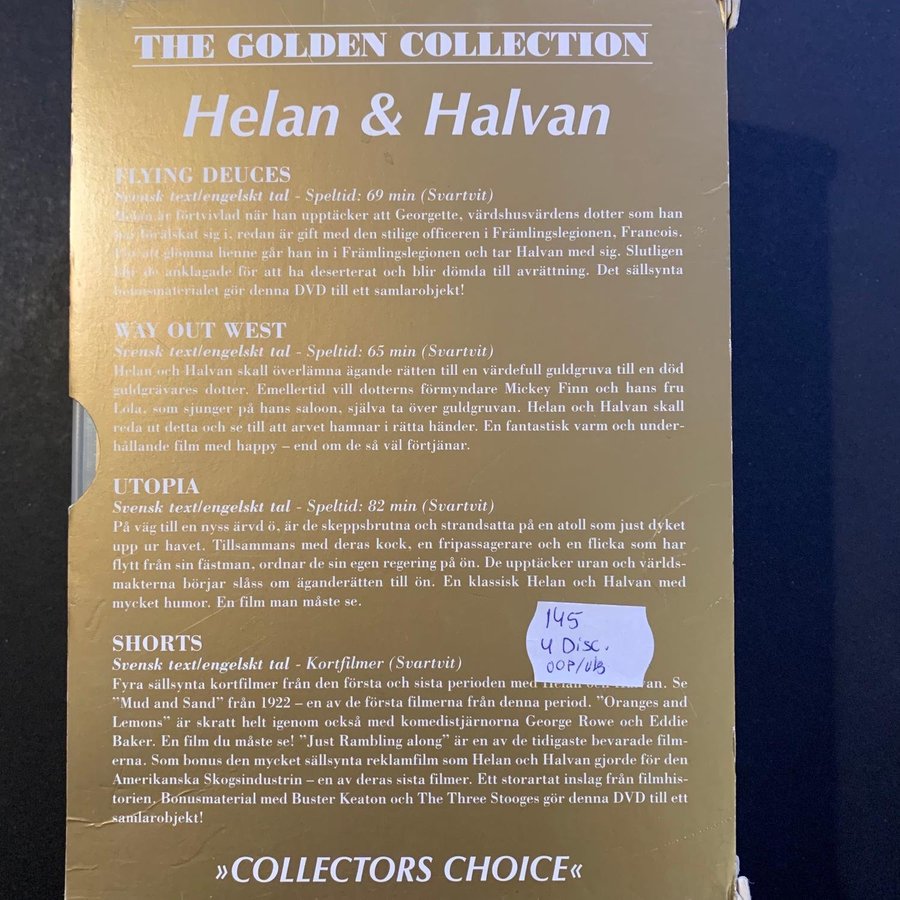 THE GOLDEN COLLECTION
Helan & Halvan
FLYING DEUCES
Svensk text/engelskt tal - Speltid: 69 min (Svartvit)
Helan är förtvivlad när han upptäcker att Georgette, värdshusvärdens dotter som han
har förälskat sig i, redan är gift med den stilige officeren i Främlingslegionen, Francois.
För att glömma henne går han in i Främlingslegionen och tar Halvan med sig. Slutligen
blir de anklagade för att ha deserterat och blir dömda till avrättning. Det sällsynta
bonusmaterialet gör denna DVD till ett samlarobjekt!
WAY OUT WEST
Svensk text/engelskt tal - Speltid: 65 min (Svartvit)
Helan och Halvan skall överlämna ägande rätten till en värdefull guldgruva till en död
guldgrävares dotter. Emellertid vill dotterns förmyndare Mickey Finn och hans fru
Lola, som sjunger på hans saloon, själva ta över guldgruvan. Helan och Halvan skall
reda ut detta och se till att arvet hamnar i rätta händer. En fantastisk varm och under-
hållande film med happy – end om de så väl förtjänar.
UTOPIA
Svensk text/engelskt tal - Speltid: 82 min (Svartvit)
På väg till en nyss ärvd ö, är de skeppsbrutna och strandsatta på en atoll som just dyket
upp ur havet. Tillsammans med deras kock, en fripassagerare och en flicka som har
flytt från sin fästman, ordnar de sin egen regering på ön. De upptäcker uran och världs-
makterna börjar slåss om äganderätten till ön. En klassisk Helan och Halvan med
mycket humor. En film man måste se.
145
4 Disc.
OOP/utg
SHORTS
Svensk text/engelskt tal - Kortfilmer (Svartvit)
Fyra sällsynta kortfilmer från den första och sista perioden med Helan och Halvan. Se
”Mud and Sand” från 1922 – en av de första filmerna från denna period. ”Oranges and
Lemons” är skratt helt igenom också med komedistjärnorna George Rowe och Eddie
Baker. En film du måste se! ”Just Rambling along” är en av de tidigaste bevarade film-
erna. Som bonus den mycket sällsynta reklamfilm som Helan och Halvan gjorde för den
Amerikanska Skogsindustrin – en av deras sista filmer. Ett storartat inslag från filmhis-
torien. Bonusmaterial med Buster Keaton och The Three Stooges gör denna DVD till ett
samlarobjekt!
»COLLECTORS CHOICE«